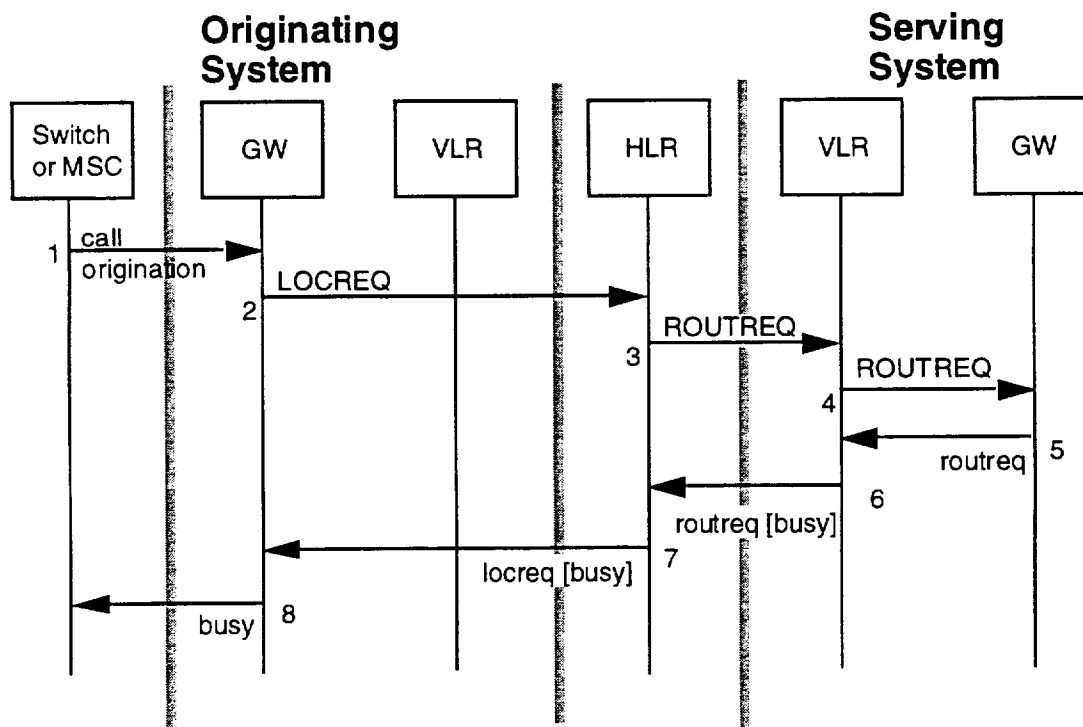 Originating
System
Serving
System
Switch
or MSC
GW
VLR
HLR
VLR
GW
1
call
origination
2
LOCREQ
3
ROUTREQ
4
ROUTREQ
5
routreq
6
routreq [busy]
7
locreq [busy]
8
busy